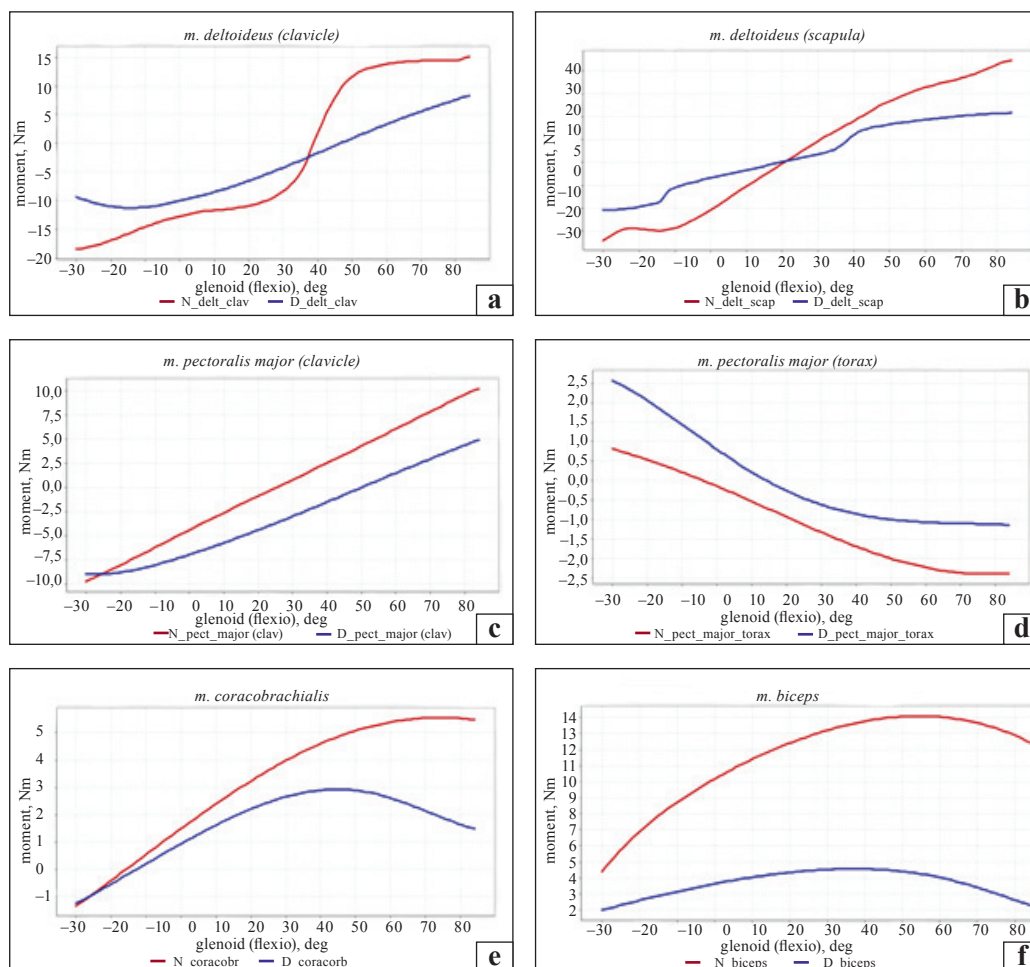 m. deltoideus (clavicle)
15
10
5
0
–5
–10
–15
–20
moment, Nm
–30 –20 –10 0 10 20 30 40 50 60 70 80
glenoid (flexio), deg
N_delt_clav D_delt_clav
a
m. deltoideus (scapula)
40
30
20
10
0
–10
–20
–30
moment, Nm
–30 –20 –10 0 10 20 30 40 50 60 70 80
glenoid (flexio), deg
N_delt_scap D_delt_scap
b
m. pectoralis major (clavicle)
10,0
7,5
5,0
2,5
0,0
–2,5
–5,0
–7,5
–10,0
moment, Nm
–30 –20 –10 0 10 20 30 40 50 60 70 80
glenoid (flexio), deg
N_pect_major (clav) D_pect_major (clav)
c
m. pectoralis major (torax)
2,5
2,0
1,5
1,0
0,0
–0,5
–1,0
–1,5
–2,0
–2,5
moment, Nm
–30 –20 –10 0 10 20 30 40 50 60 70 80
glenoid (flexio), deg
N_pect_major_torax D_pect_major_torax
d
m. coracobrachialis
5
4
3
2
1
0
–1
moment, Nm
–30 –20 –10 0 10 20 30 40 50 60 70 80
glenoid (flexio), deg
N_coracobr D_coracorb
e
m. biceps
14
13
12
11
10
9
8
7
6
5
4
3
2
moment, Nm
–30 –20 –10 0 10 20 30 40 50 60 70 80
glenoid (flexio), deg
N_biceps D_biceps
f